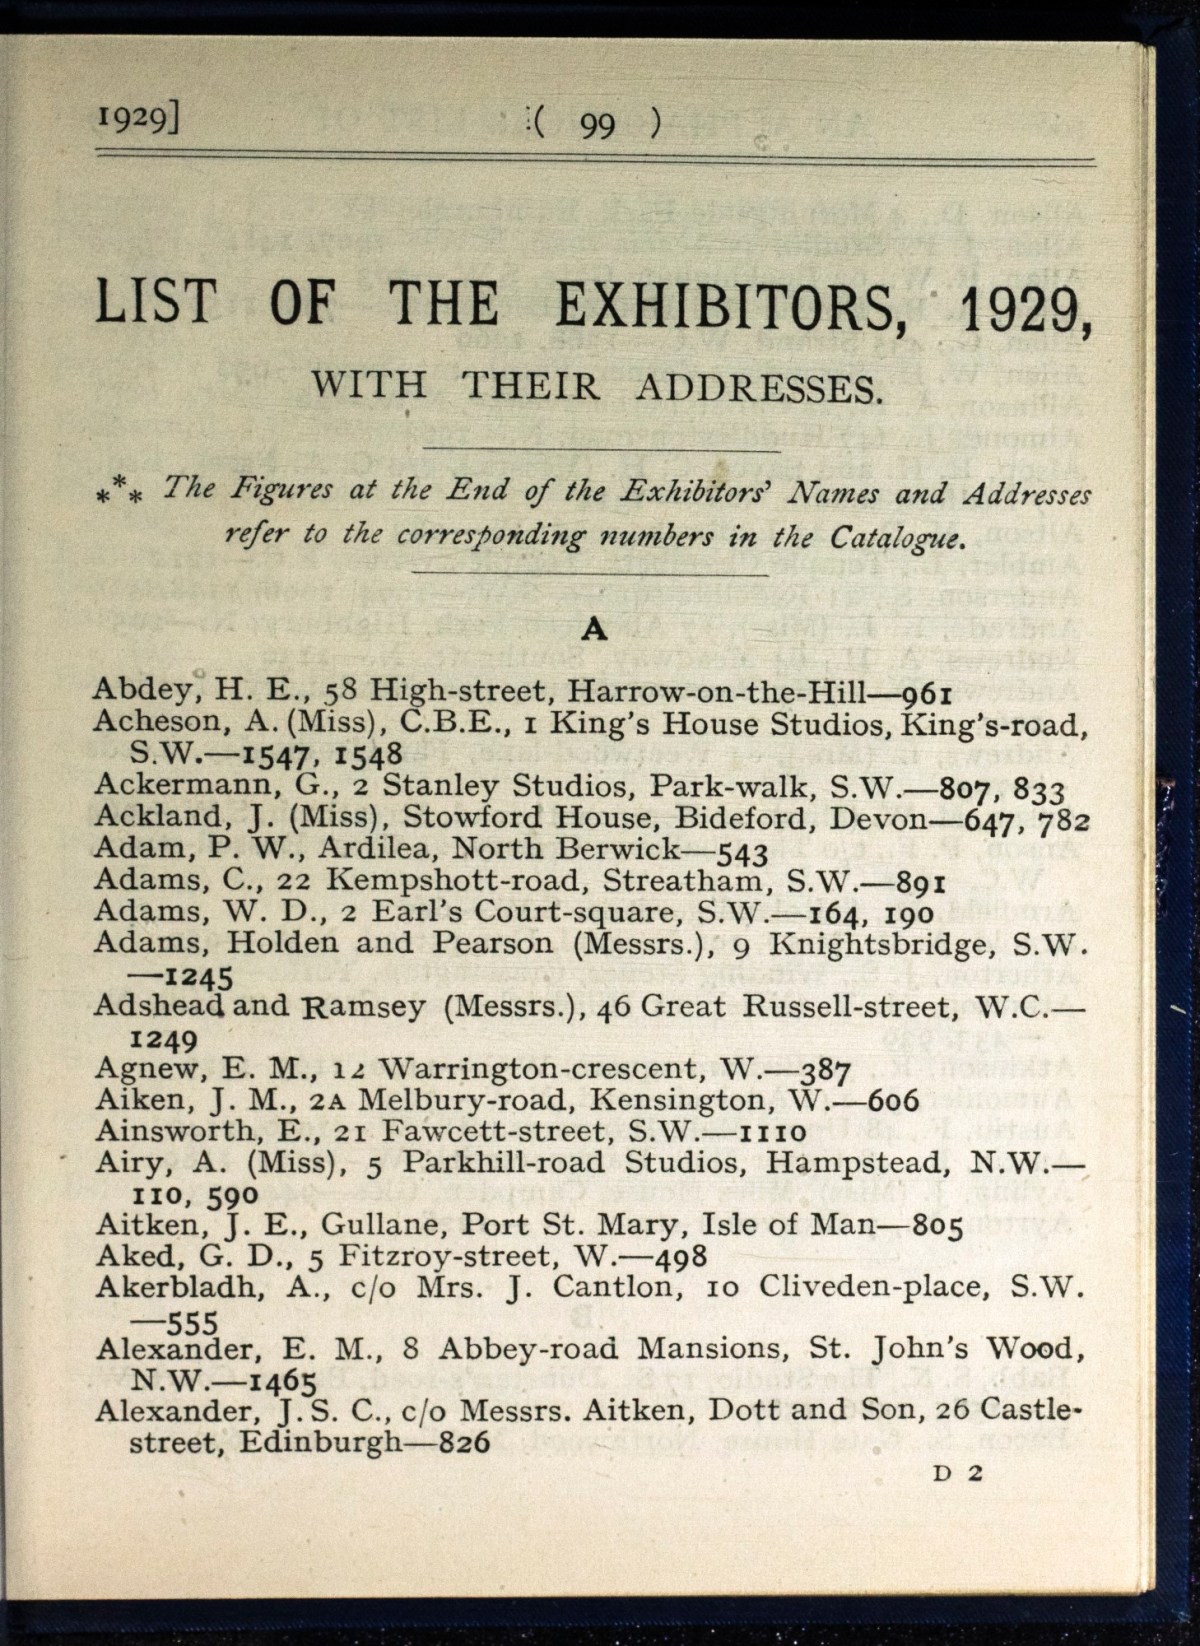 1929] ( 99 )
LIST OF THE EXHIBITORS, 1929,
WITH THEIR ADDRESSES.
*** The Figures at the End of the Exhibitors' Names and Addresses
refer to the corresponding numbers in the Catalogue.
A
Abdey, H. E., 58 High-street, Harrow-on-the-Hill—961
Acheson, A. (Miss), C.B.E., 1 King's House Studios, King's-road,
S.W.—1547, 1548
Ackermann, G., 2 Stanley Studios, Park-walk, S.W.—807, 833
Ackland, J. (Miss), Stowford House, Bideford, Devon—647, 782
Adam, P. W., Ardilea, North Berwick—543
Adams, C., 22 Kempshott-road, Streatham, S.W.—891
Adams, W. D., 2 Earl's Court-square, S.W.—164, 190
Adams, Holden and Pearson (Messrs.), 9 Knightsbridge, S.W.
—1245
Adshead and Ramsey (Messrs.), 46 Great Russell-street, W.C.—
1249
Agnew, E. M., 12 Warrington-crescent, W.—387
Aiken, J. M., 2A Melbury-road, Kensington, W.—606
Ainsworth, E., 21 Fawcett-street, S.W.—1110
Airy, A. (Miss), 5 Parkhill-road Studios, Hampstead, N.W.—
110, 590
Aitken, J. E., Gullane, Port St. Mary, Isle of Man—805
Aked, G. D., 5 Fitzroy-street, W.—498
Akerbladh, A., c/o Mrs. J. Cantlon, 10 Cliveden-place, S.W.
—555
Alexander, E. M., 8 Abbey-road Mansions, St. John's Wood,
N.W.—1465
Alexander, J. S. C., c/o Messrs. Aitken, Dott and Son, 26 Castle-
street, Edinburgh—826
D 2